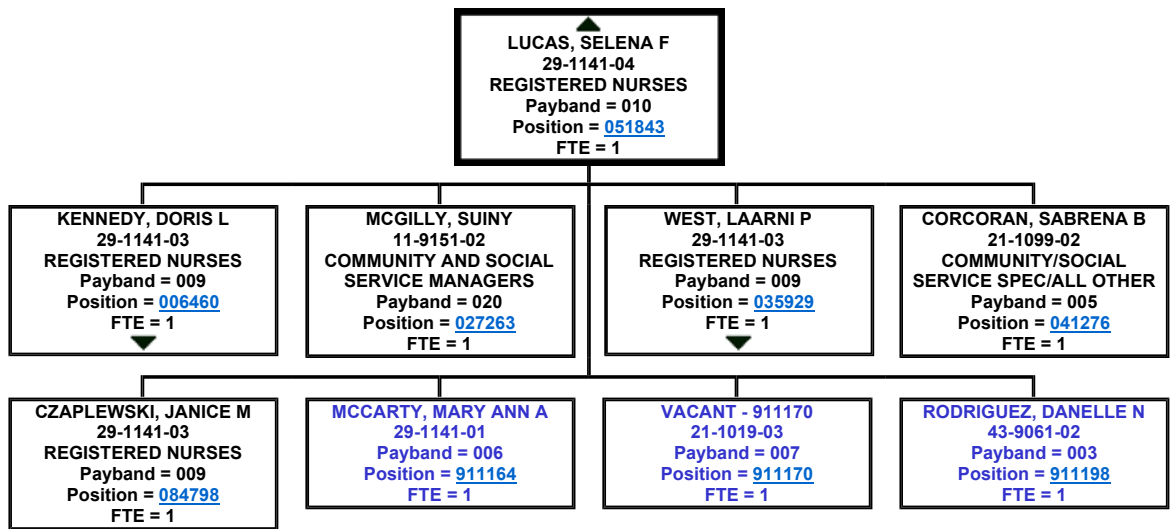 LUCAS, SELENA F
29-1141-04
REGISTERED NURSES
Payband = 010
Position = 051843
FTE = 1
KENNEDY, DORIS L
29-1141-03
REGISTERED NURSES
Payband = 009
Position = 006460
FTE = 1
MCGILLY, SUINY
11-9151-02
COMMUNITY AND SOCIAL
SERVICE MANAGERS
Payband = 020
Position = 027263
FTE = 1
WEST, LAARNI P
29-1141-03
REGISTERED NURSES
Payband = 009
Position = 035929
FTE = 1
CORCORAN, SABRENA B
21-1099-02
COMMUNITY/SOCIAL
SERVICE SPEC/ALL OTHER
Payband = 005
Position = 041276
FTE = 1
CZAPLEWSKI, JANICE M
29-1141-03
REGISTERED NURSES
Payband = 009
Position = 084798
FTE = 1
MCCARTY, MARY ANN A
29-1141-01
Payband = 006
Position = 911164
FTE = 1
VACANT - 911170
21-1019-03
Payband = 007
Position = 911170
FTE = 1
RODRIGUEZ, DANELLE N
43-9061-02
Payband = 003
Position = 911198
FTE = 1